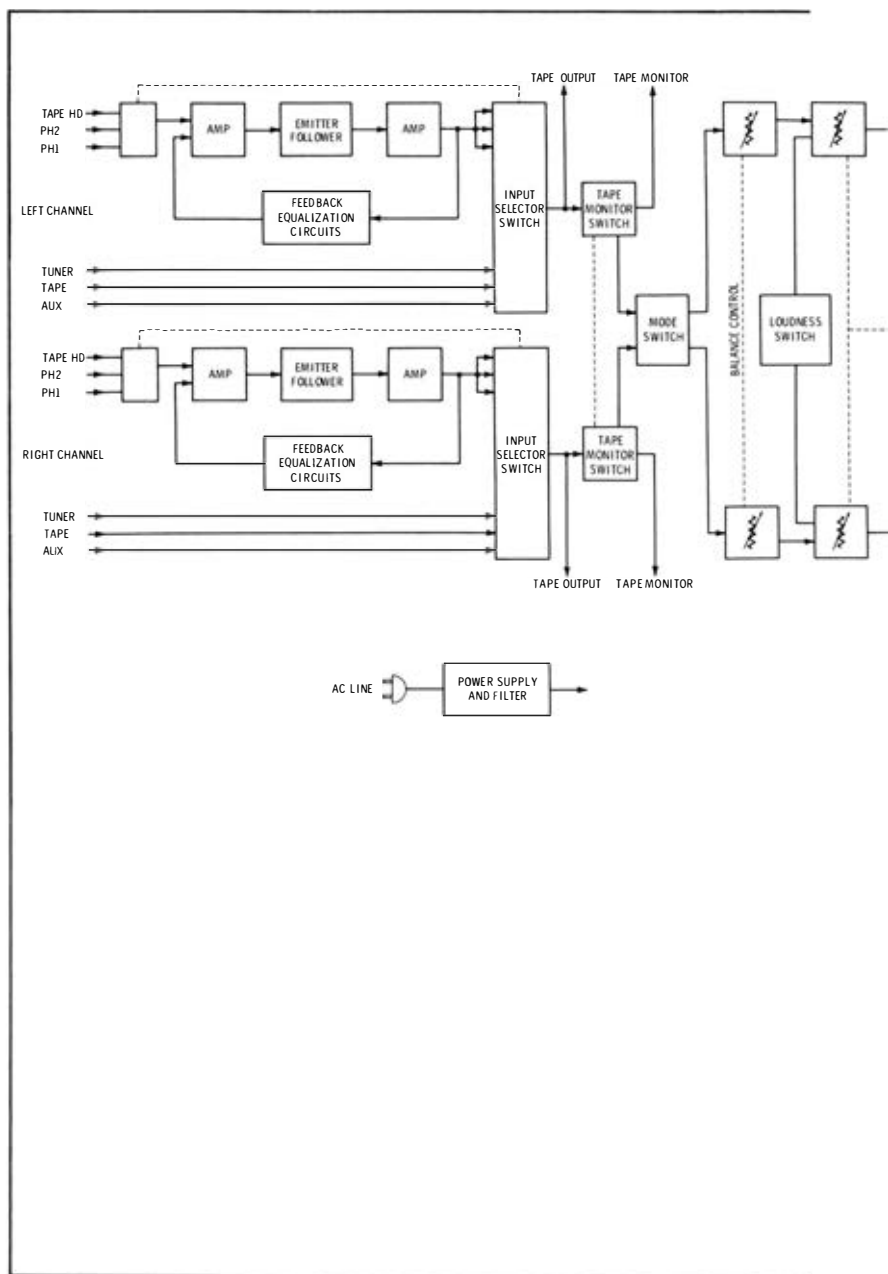 TAPE OUTPUT
TAPE MONITOR
TAPE HD
PH2
PH1
AMP
EMITTER
FOLLOWER
AMP
INPUT
SELECTOR
SWITCH
TAPE
MONITOR
SWITCH
LEFT CHANNEL
FEEDBACK
EQUALIZATION
CIRCUITS
TUNER
TAPE
AUX
MODE
SWITCH
BALANCE CONTROL
LOUDNESS
SWITCH
TAPE HD
PH2
PH1
AMP
EMITTER
FOLLOWER
AMP
INPUT
SELECTOR
SWITCH
TAPE
MONITOR
SWITCH
RIGHT CHANNEL
FEEDBACK
EQUALIZATION
CIRCUITS
TUNER
TAPE
AUX
TAPE OUTPUT
TAPE MONITOR
AC LINE
POWER SUPPLY
AND FILTER